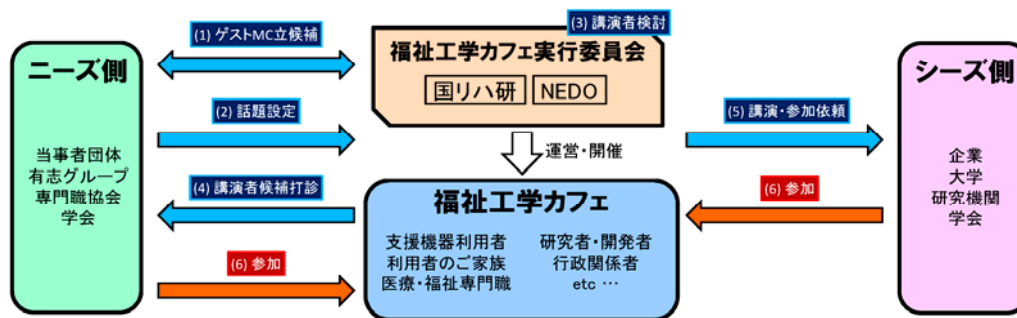 (1) ゲストMC立候補
(3) 講演者検討
ニーズ側
福祉工学カフェ実行委員会
シーズ側
国リハ研
NEDO
(2) 話題設定
(5) 講演・参加依頼
運営・開催
当事者団体
有志グループ
専門職協会
学会
企業
大学
研究機関
学会
(4) 講演者候補打診
(6) 参加
福祉工学カフェ
支援機器利用者
利用者のご家族
医療・福祉専門職
研究者・開発者
行政関係者
etc …
(6) 参加